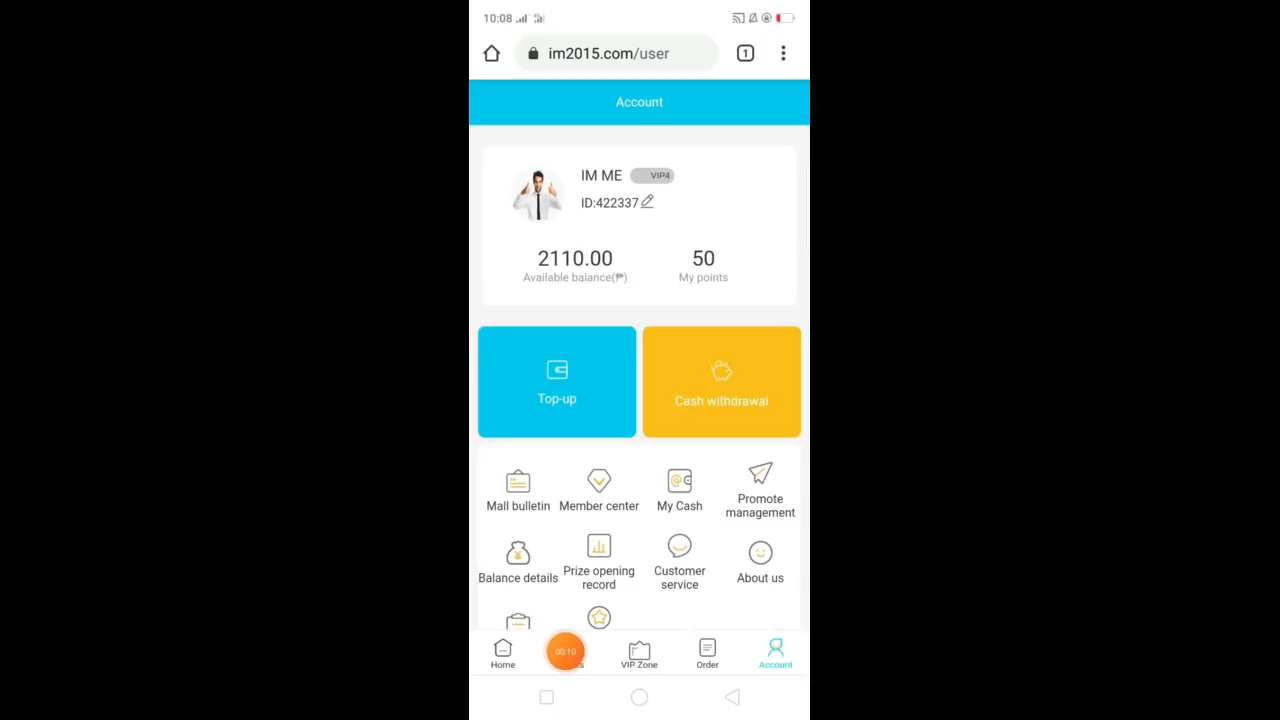 10:08
im2015.com/user
1
Account
IM ME VIP4
ID:422337
2110.00 50
Available balance(₱) My points
Top-up Cash withdrawal
Mall bulletin Member center My Cash Promote
management
Balance details Prize opening
record Customer
service About us
00:10
Home VIP Zone Order Account